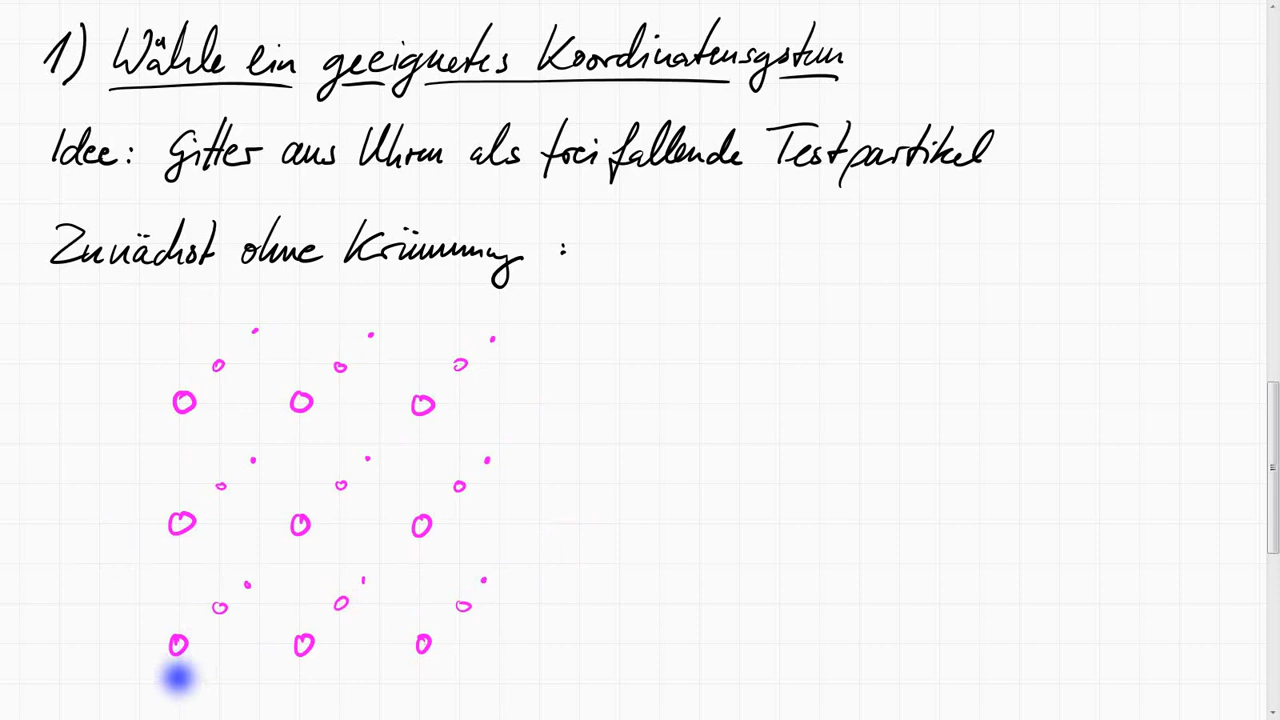 1) Wähle ein geeignetes Koordinatensystem
Idee: Gitter aus Uhren als frei fallende Testpartikel
Zunächst ohne Krümmung :